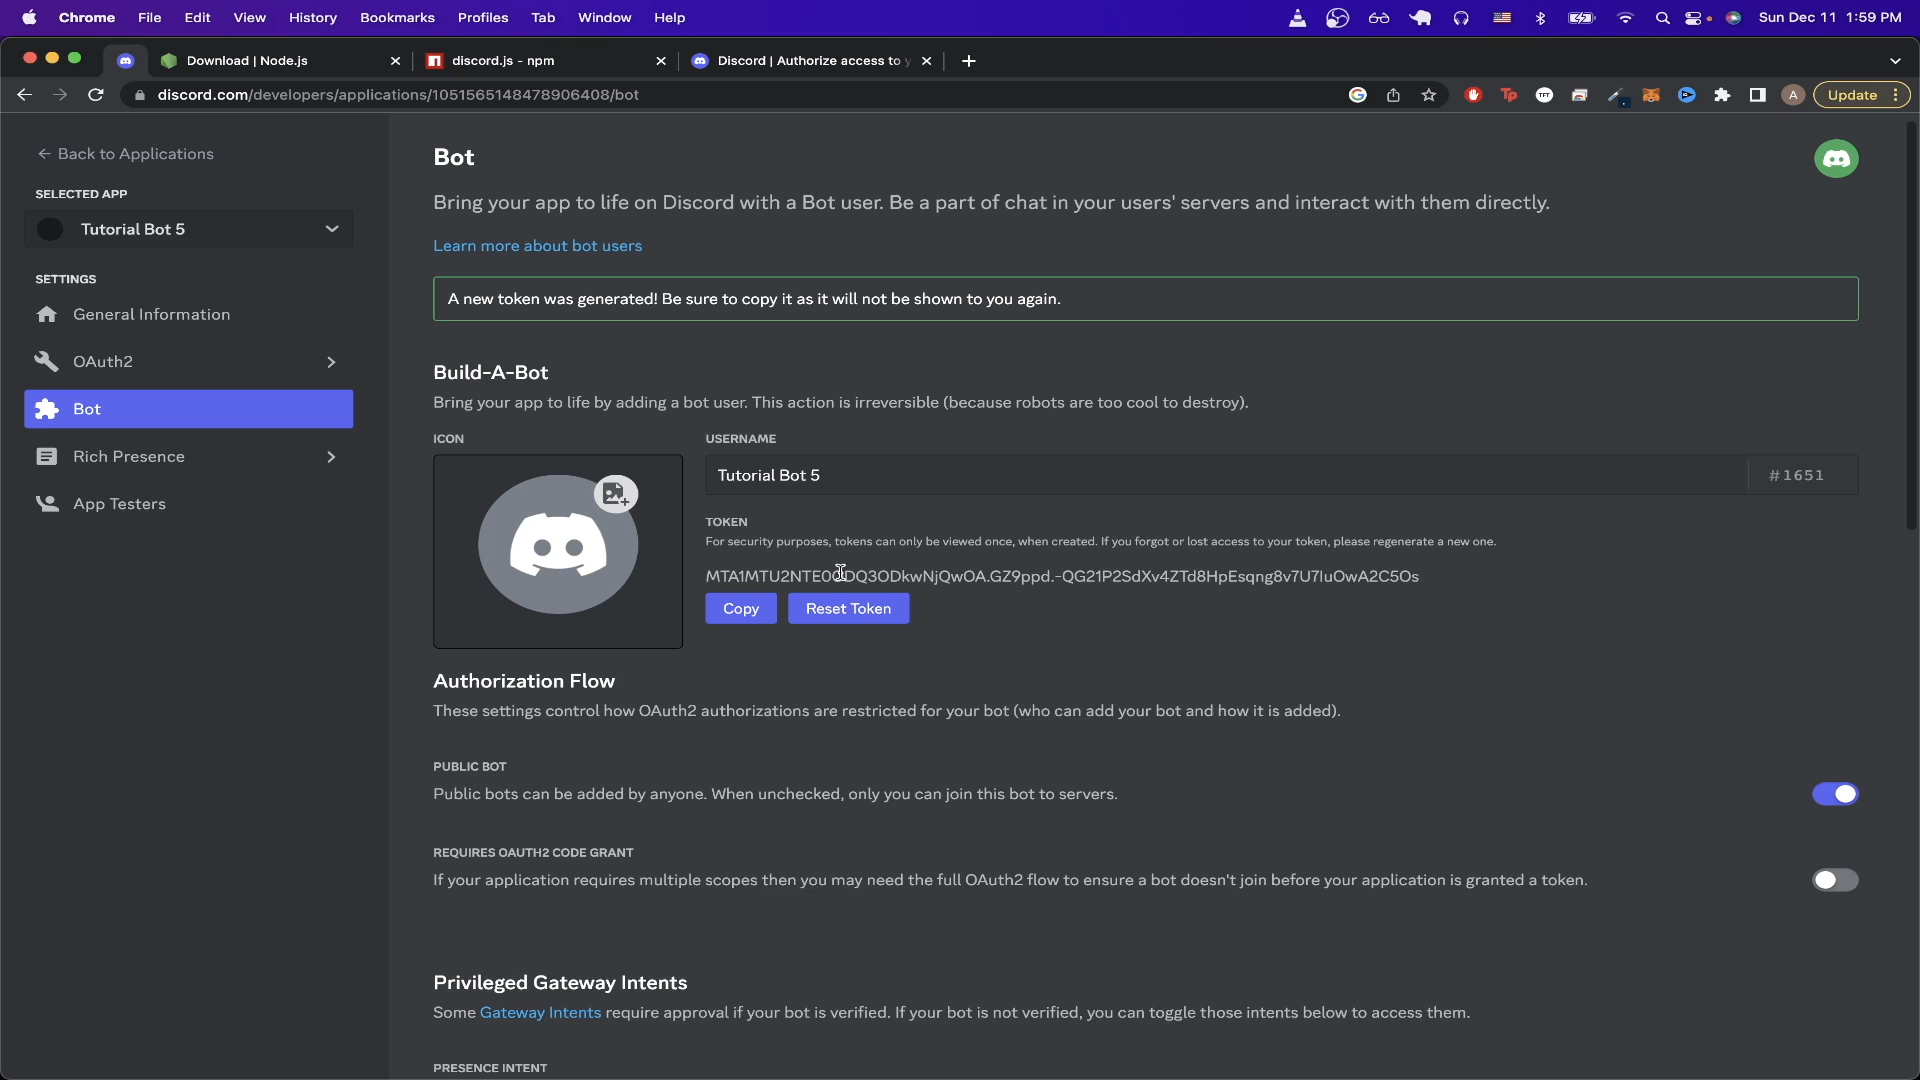 Chrome File Edit View History Bookmarks Profiles Tab Window Help
Sun Dec 11 1:59 PM
Download | Node.js
discord.js - npm
Discord | Authorize access to y
discord.com/developers/applications/1051565148478906408/bot
A
Update
← Back to Applications
SELECTED APP
Tutorial Bot 5
SETTINGS
General Information
OAuth2
Bot
Rich Presence
App Testers
Bot
Bring your app to life on Discord with a Bot user. Be a part of chat in your users' servers and interact with them directly.
Learn more about bot users
A new token was generated! Be sure to copy it as it will not be shown to you again.
Build-A-Bot
Bring your app to life by adding a bot user. This action is irreversible (because robots are too cool to destroy).
ICON
USERNAME
Tutorial Bot 5
#1651
TOKEN
For security purposes, tokens can only be viewed once, when created. If you forgot or lost access to your token, please regenerate a new one.
Copy
Reset Token
Authorization Flow
These settings control how OAuth2 authorizations are restricted for your bot (who can add your bot and how it is added).
PUBLIC BOT
Public bots can be added by anyone. When unchecked, only you can join this bot to servers.
REQUIRES OAUTH2 CODE GRANT
If your application requires multiple scopes then you may need the full OAuth2 flow to ensure a bot doesn't join before your application is granted a token.
Privileged Gateway Intents
Some Gateway Intents require approval if your bot is verified. If your bot is not verified, you can toggle those intents below to access them.
PRESENCE INTENT